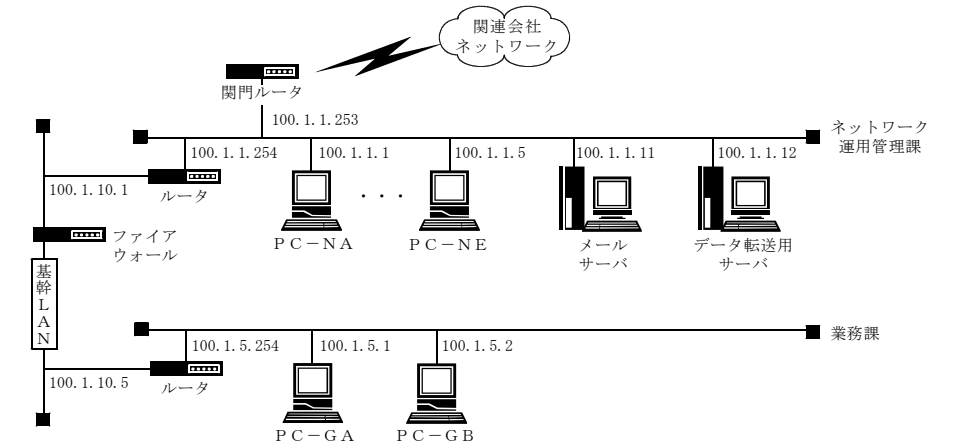 関連会社
ネットワーク
関門ルータ
100.1.1.253
ネットワーク
運用管理課
100.1.1.254
100.1.1.1
100.1.1.5
100.1.1.11
100.1.1.12
100.1.10.1
ルータ
・・・
ファイア
ウォール
PC－NA
PC－NE
メール
サーバ
データ転送用
サーバ
基幹LAN
業務課
100.1.5.254
100.1.5.1
100.1.5.2
100.1.10.5
ルータ
PC－GA
PC－GB